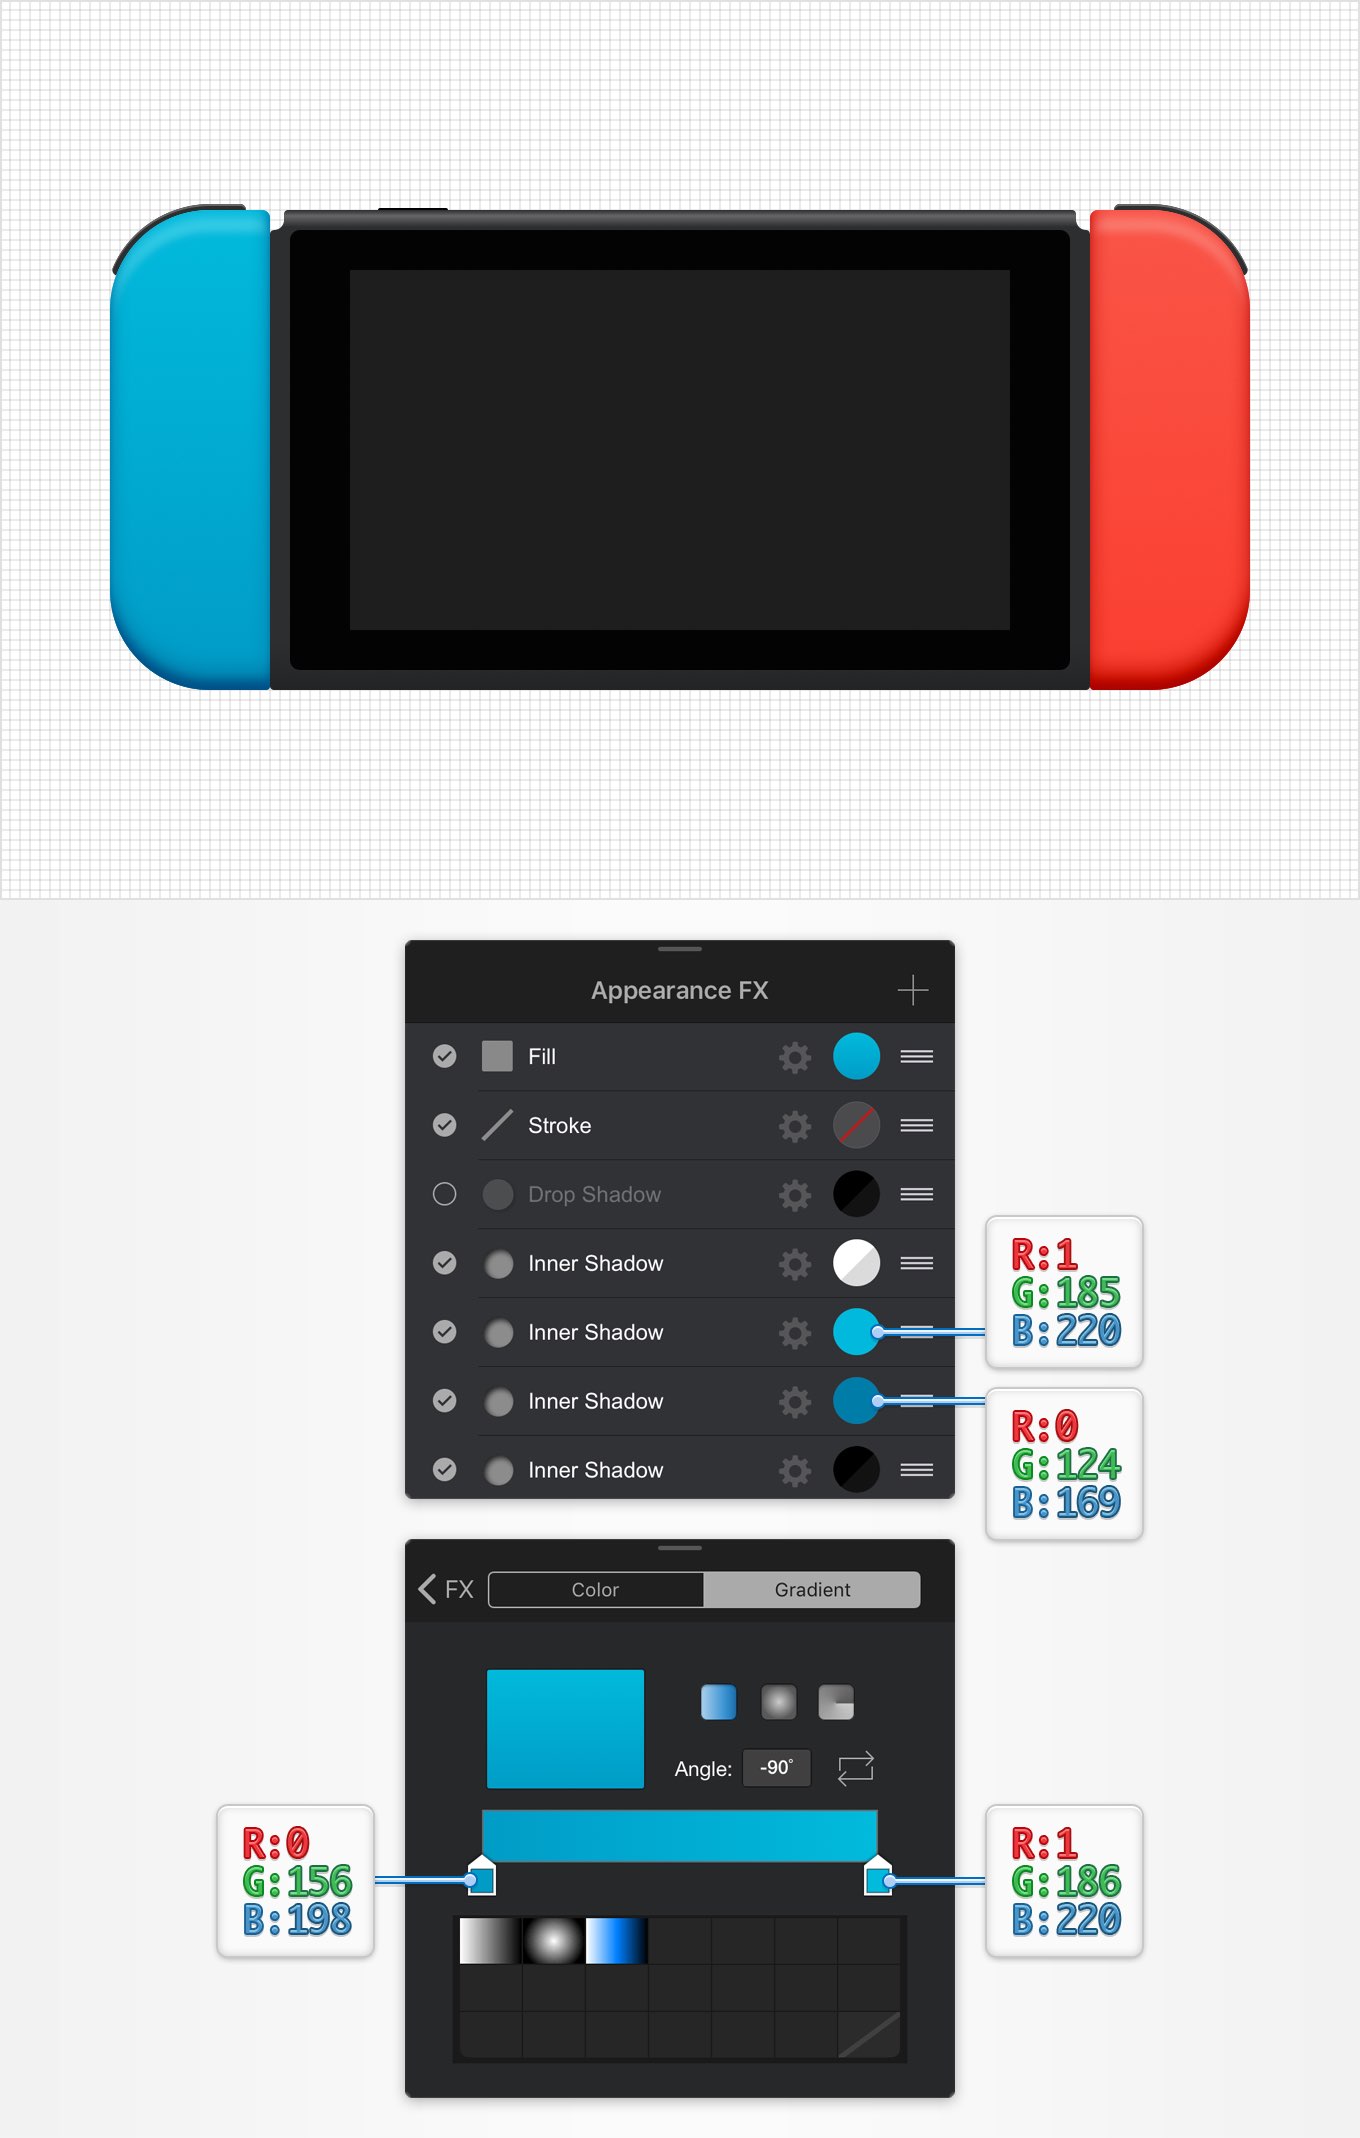 Appearance FX
Fill
Stroke
Drop Shadow
Inner Shadow
Inner Shadow
Inner Shadow
Inner Shadow
R:1
G:185
B:220
R:0
G:124
B:169
FX
Color
Gradient
Angle: -90°
R:0
G:156
B:198
R:1
G:186
B:220